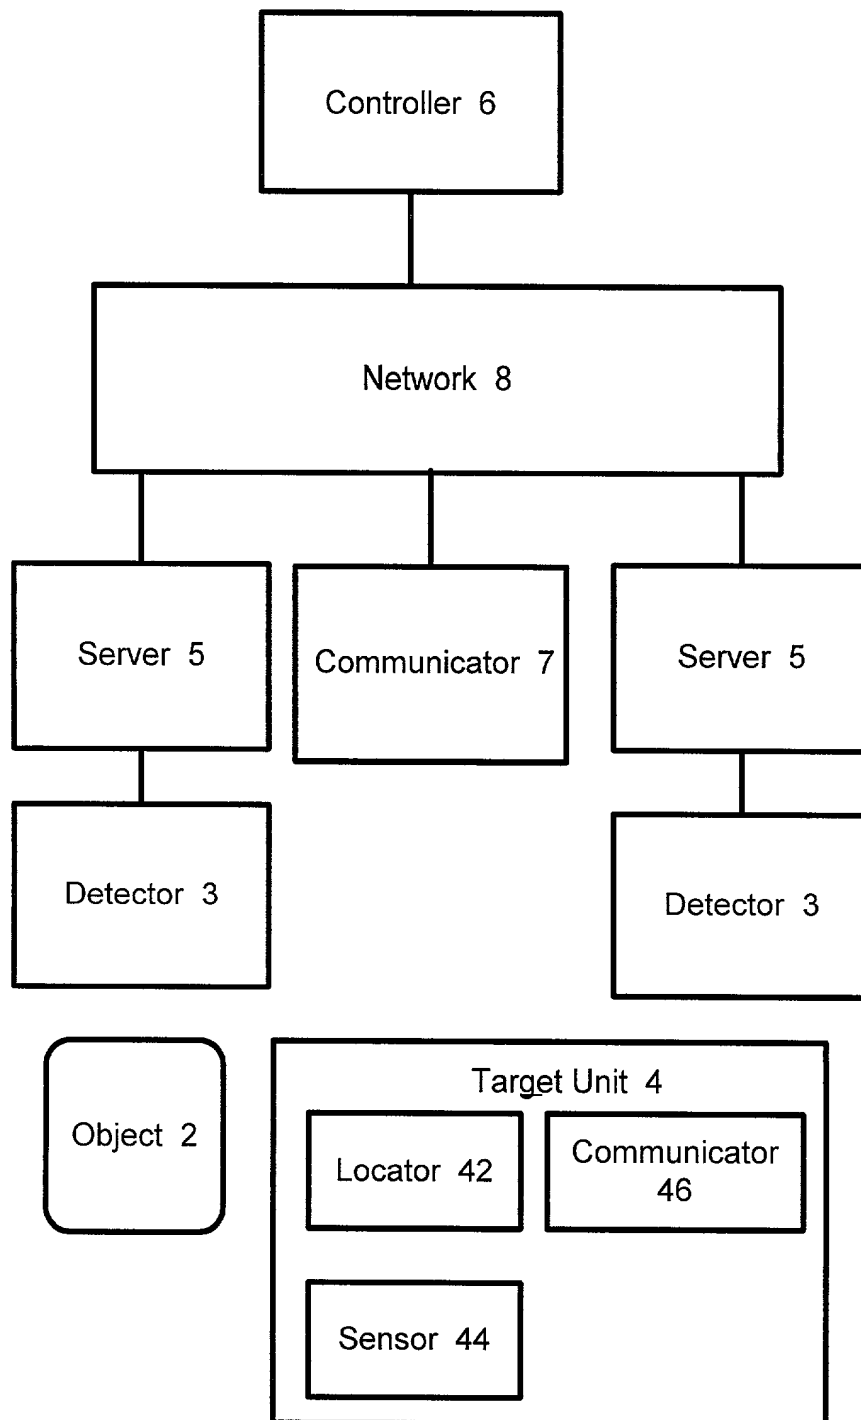 Controller 6
Network 8
Server 5
Communicator 7
Server 5
Detector 3
Detector 3
Object 2
Target Unit 4
Locator 42
Communicator
46
Sensor 44